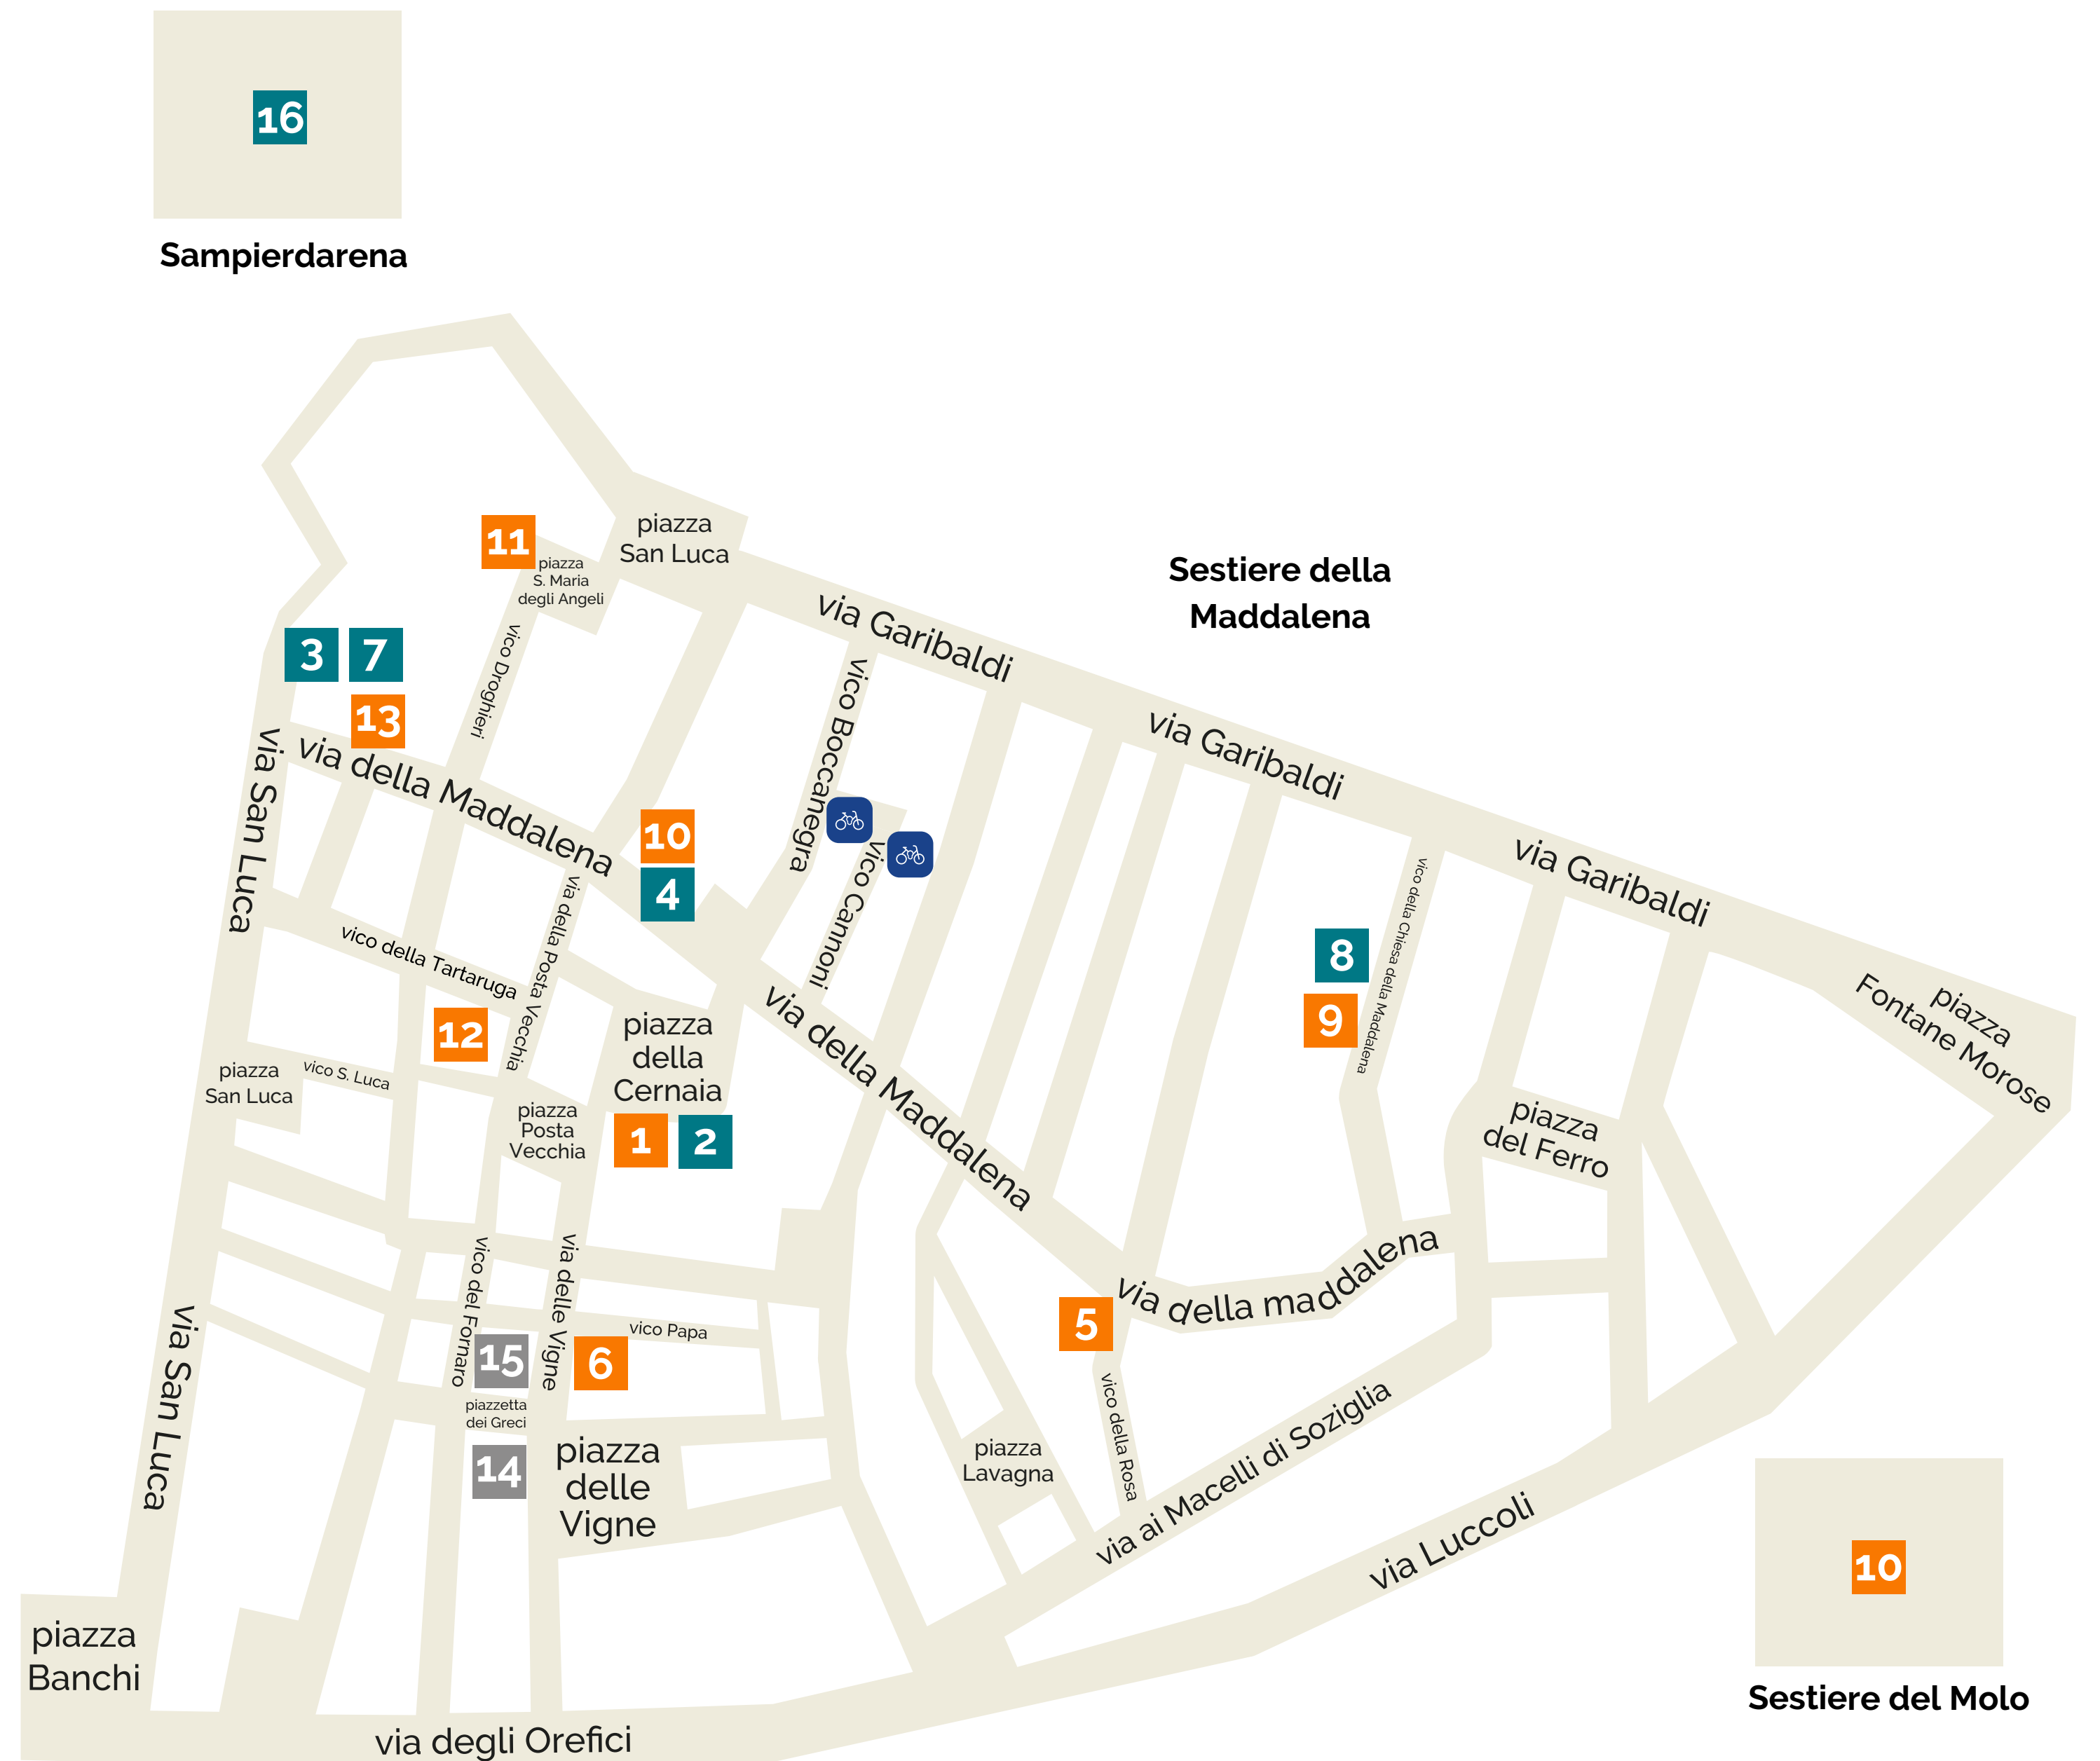 16
Sampierdarena
piazza
San Luca
11
piazza
S. Maria
degli Angeli
Sestiere della
Maddalena
via Garibaldi
3
7
vico Droghieri
13
vico Boccanegra
via Garibaldi
via San Luca
via della Maddalena
10
4
vico Cannoni
via Garibaldi
vico della Chiesa della Maddalena
8
9
via della Posta Vecchia
vico della Tartaruga
12
piazza
della
Cernaia
via della Maddalena
piazza
Fontane Morose
piazza
San Luca
vico S. Luca
piazza
Posta
Vecchia
1
2
piazza
del Ferro
vico del Fornaro
via delle Vigne
via della maddalena
5
via San Luca
vico Papa
15
6
piazzetta
dei Greci
14
piazza
delle
Vigne
piazza
Lavagna
vico della Rosa
via ai Macelli di Soziglia
via Luccoli
10
Sestiere del Molo
piazza
Banchi
via degli Orefici